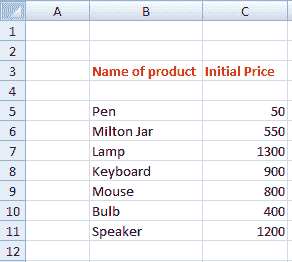 A B C
1
2
3 Name of product Initial Price
4
5 Pen 50
6 Milton Jar 550
7 Lamp 1300
8 Keyboard 900
9 Mouse 800
10 Bulb 400
11 Speaker 1200
12